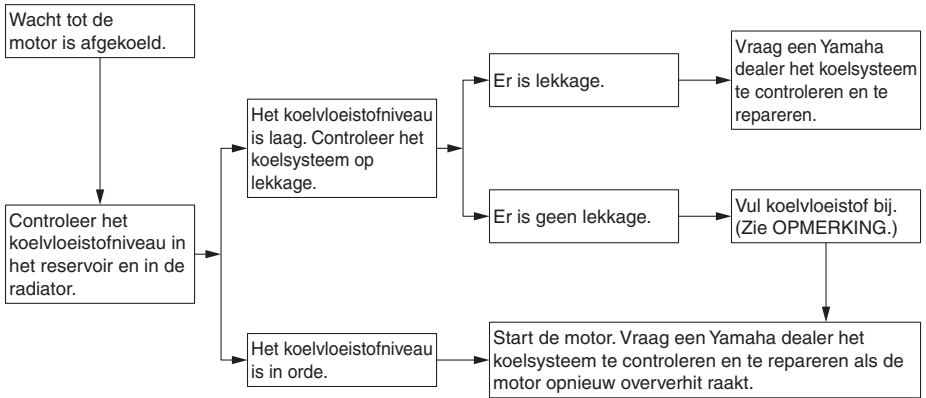 Wacht tot de
motor is afgekoeld.
Controleer het
koelvloeistofniveau in
het reservoir en in de
radiator.
Het koelvloeistofniveau
is laag. Controleer het
koelsysteem op
lekkage.
Er is lekkage.
Vraag een Yamaha
dealer het koelsysteem
te controleren en te
repareren.
Er is geen lekkage.
Vul koelvloeistof bij.
(Zie OPMERKING.)
Het koelvloeistofniveau
is in orde.
Start de motor. Vraag een Yamaha dealer het
koelsysteem te controleren en te repareren als de
motor opnieuw oververhit raakt.